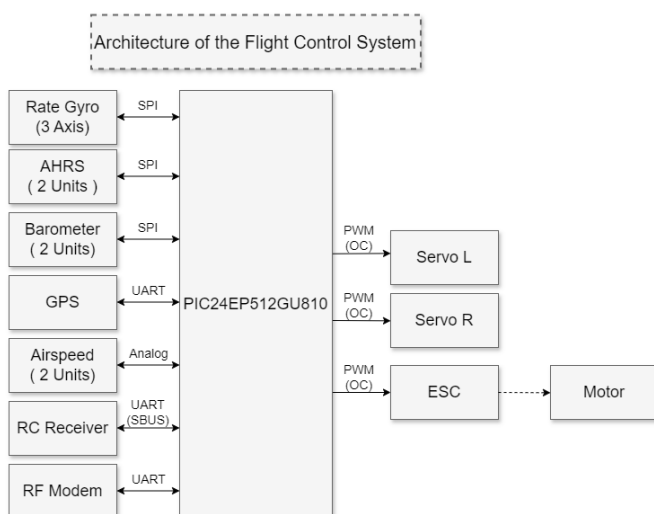 Architecture of the Flight Control System
Rate Gyro
(3 Axis)
SPI
AHRS
( 2 Units )
SPI
Barometer
( 2 Units)
SPI
GPS
UART
Airspeed
( 2 Units)
Analog
RC Receiver
UART
(SBUS)
RF Modem
UART
PIC24EP512GU810
PWM
(OC)
Servo L
PWM
(OC)
Servo R
PWM
(OC)
ESC
Motor